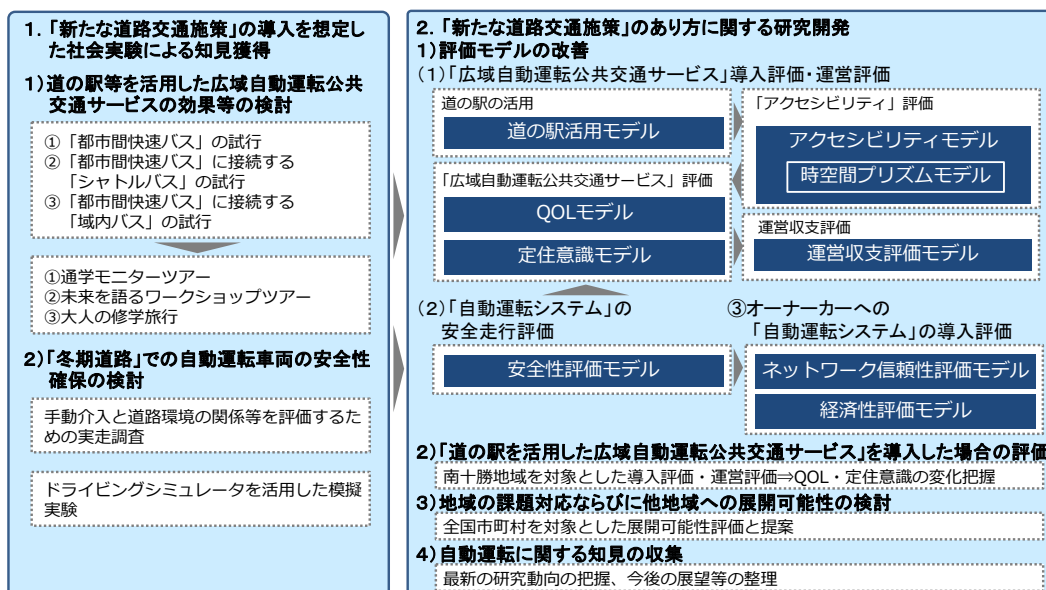 1. 「新たな道路交通施策」の導入を想定し
た社会実験による知見獲得
1)道の駅等を活用した広域自動運転公共
交通サービスの効果等の検討
①「都市間快速バス」の試行
②「都市間快速バス」に接続する
「シャトルバス」の試行
③「都市間快速バス」に接続する
「域内バス」の試行
①通学モニターツアー
②未来を語るワークショップツアー
③大人の修学旅行
2)「冬期道路」での自動運転車両の安全性
確保の検討
手動介入と道路環境の関係等を評価するた
めの実走調査
ドライビングシミュレータを活用した模擬
実験
2. 「新たな道路交通施策」のあり方に関する研究開発
1)評価モデルの改善
(1)「広域自動運転公共交通サービス」導入評価・運営評価
道の駅の活用
道の駅活用モデル
「アクセシビリティ」評価
アクセシビリティモデル
時空間プリズムモデル
「広域自動運転公共交通サービス」評価
QOLモデル
定住意識モデル
運営収支評価
運営収支評価モデル
(2)「自動運転システム」の
安全走行評価
安全性評価モデル
③オーナーカーへの
「自動運転システム」の導入評価
ネットワーク信頼性評価モデル
経済性評価モデル
2)「道の駅を活用した広域自動運転公共交通サービス」を導入した場合の評価
南十勝地域を対象とした導入評価・運営評価⇒QOL・定住意識の変化把握
3)地域の課題対応ならびに他地域への展開可能性の検討
全国市町村を対象とした展開可能性評価と提案
4)自動運転に関する知見の収集
最新の研究動向の把握、今後の展望等の整理